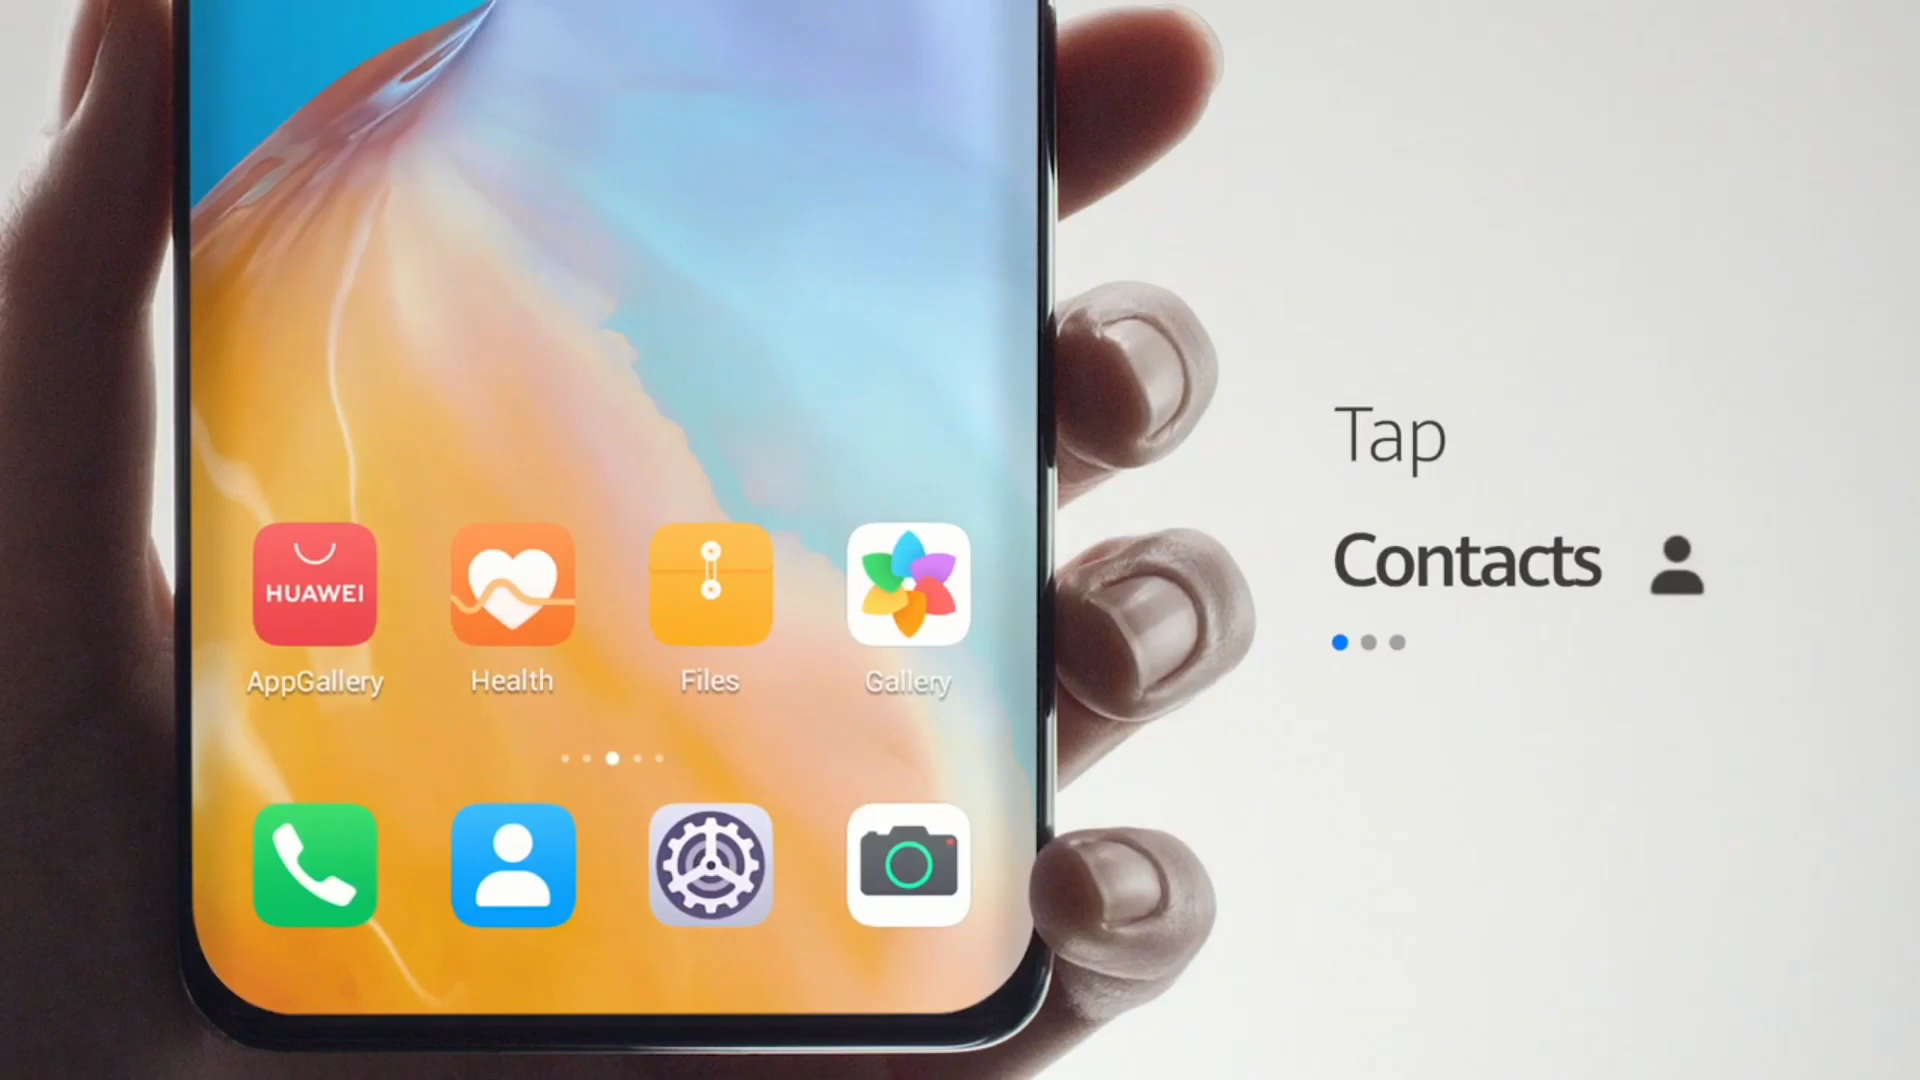 HUAWEI
AppGallery
Health
Files
Gallery
Tap
Contacts